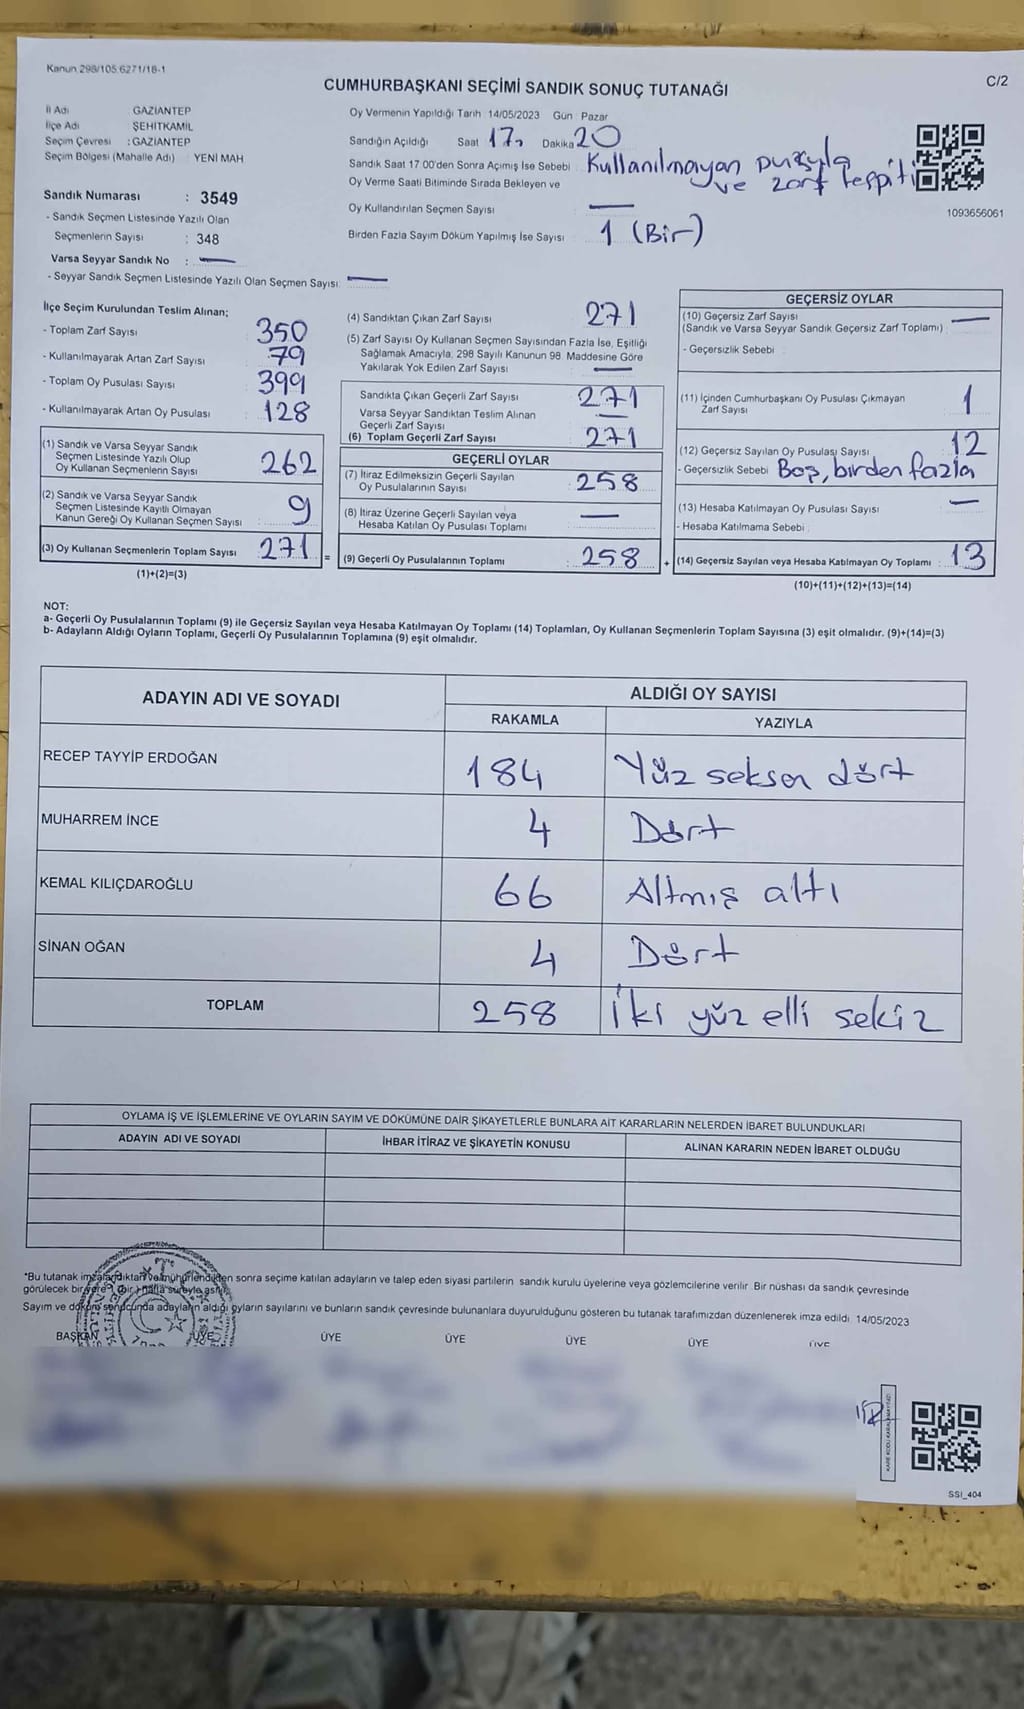 Kanun 298/105 6271/18-1
CUMHURBAŞKANI SEÇİMİ SANDIK SONUÇ TUTANAĞI
C/2
İl Adı GAZİANTEP
İlçe Adı ŞEHİTKAMİL
Seçim Çevresi : GAZİANTEP
Seçim Bölgesi (Mahalle Adı) YENİ MAH
Sandık Numarası : 3549
- Sandık Seçmen Listesinde Yazılı Olan
Seçmenlerin Sayısı : 348
Varsa Seyyar Sandık No : —
- Seyyar Sandık Seçmen Listesinde Yazılı Olan Seçmen Sayısı: —
Oy Vermenin Yapıldığı Tarih 14/05/2023 Gün Pazar
Sandığın Açıldığı Saat 17 Dakika 20
Sandık Saat 17 00'den Sonra Açımış İse Sebebi Kullanılmayan pusula
ve zarf tespiti
Oy Verme Saati Bitiminde Sırada Bekleyen ve
Oy Kullandırılan Seçmen Sayısı —
Birden Fazla Sayım Döküm Yapılmış İse Sayısı 1 (Bir)
1093656061
İlçe Seçim Kurulundan Teslim Alınan;
- Toplam Zarf Sayısı 350
- Kullanılmayarak Artan Zarf Sayısı 79
- Toplam Oy Pusulası Sayısı 399
- Kullanılmayarak Artan Oy Pusulası 128
(1) Sandık ve Varsa Seyyar Sandık
Seçmen Listesinde Yazılı Olup
Oy Kullanan Seçmenlerin Sayısı 262
(2) Sandık ve Varsa Seyyar Sandık
Seçmen Listesinde Kayıtlı Olmayan
Kanun Gereği Oy Kullanan Seçmen Sayısı 9
(3) Oy Kullanan Seçmenlerin Toplam Sayısı 271 =
(1)+(2)=(3)
(4) Sandıktan Çıkan Zarf Sayısı 271
(5) Zarf Sayısı Oy Kullanan Seçmen Sayısından Fazla İse, Eşitliği
Sağlamak Amacıyla, 298 Sayılı Kanunun 98 Maddesine Göre
Yakılarak Yok Edilen Zarf Sayısı —
Sandıkta Çıkan Geçerli Zarf Sayısı 271
Varsa Seyyar Sandıktan Teslim Alınan
Geçerli Zarf Sayısı —
(6) Toplam Geçerli Zarf Sayısı 271
GEÇERLİ OYLAR
(7) İtiraz Edilmeksizin Geçerli Sayılan
Oy Pusulalarının Sayısı 258
(8) İtiraz Üzerine Geçerli Sayılan veya
Hesaba Katılan Oy Pusulası Toplamı —
(9) Geçerli Oy Pusulalarının Toplamı : 258 +
GEÇERSİZ OYLAR
(10) Geçersiz Zarf Sayısı —
(Sandık ve Varsa Seyyar Sandık Geçersiz Zarf Toplamı)
- Geçersizlik Sebebi
(11) İçinden Cumhurbaşkanı Oy Pusulası Çıkmayan
Zarf Sayısı 1
(12) Geçersiz Sayılan Oy Pusulası Sayısı 12
- Geçersizlik Sebebi Boş, birden fazla
(13) Hesaba Katılmayan Oy Pusulası Sayısı —
- Hesaba Katılmama Sebebi
(14) Geçersiz Sayılan veya Hesaba Katılmayan Oy Toplamı : 13
(10)+(11)+(12)+(13)=(14)
NOT:
a- Geçerli Oy Pusulalarının Toplamı (9) ile Geçersiz Sayılan veya Hesaba Katılmayan Oy Toplamı (14) Toplamları, Oy Kullanan Seçmenlerin Toplam Sayısına (3) eşit olmalıdır. (9)+(14)=(3)
b- Adayların Aldığı Oyların Toplamı, Geçerli Oy Pusulalarının Toplamına (9) eşit olmalıdır.
ADAYIN ADI VE SOYADI ALDIĞI OY SAYISI
RAKAMLA YAZIYLA
RECEP TAYYİP ERDOĞAN 184 Yüz seksen dört
MUHARREM İNCE 4 Dört
KEMAL KILIÇDAROĞLU 66 Altmış altı
SİNAN OĞAN 4 Dört
TOPLAM 258 İki yüz elli sekiz
OYLAMA İŞ VE İŞLEMLERİNE VE OYLARIN SAYIM VE DÖKÜMÜNE DAİR ŞİKAYETLERLE BUNLARA AİT KARARLARIN NELERDEN İBARET BULUNDUKLARI
ADAYIN ADI VE SOYADI İHBAR İTİRAZ VE ŞİKAYETİN KONUSU ALINAN KARARIN NEDEN İBARET OLDUĞU
*Bu tutanak imzalandıktan ve mühürlendikten sonra seçime katılan adayların ve talep eden siyasi partilerin sandık kurulu üyelerine veya gözlemcilerine verilir. Bir nüshası da sandık çevresinde
görülecek bir yere 1 (bir) hafta süreyle asılır.
Sayım ve döküm sonucunda adayların aldığı oyların sayılarını ve bunların sandık çevresinde bulunanlara duyurulduğunu gösteren bu tutanak tarafımızdan düzenlenerek imza edildi. 14/05/2023
BAŞKAN ÜYE ÜYE ÜYE ÜYE ÜYE ÜYE
SSI_404